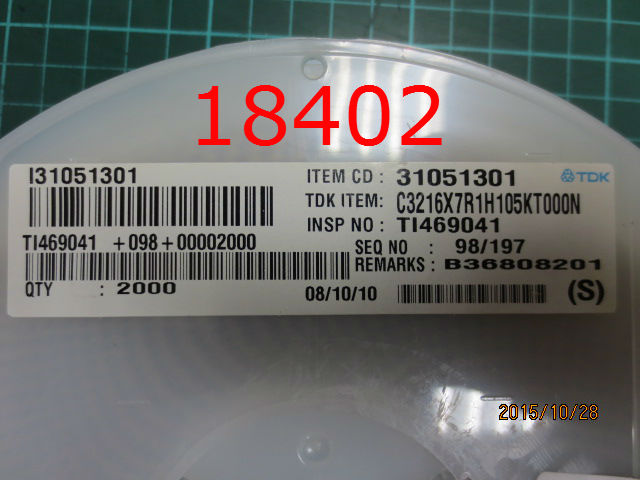 18402
I31051301
ITEM CD : 31051301
TDK
TDK ITEM: C3216X7R1H105KT000N
INSP NO : TI469041
TI469041 +098+00002000
SEQ NO : 98/197
REMARKS : B36808201
QTY : 2000
08/10/10
(S)
2015/10/28